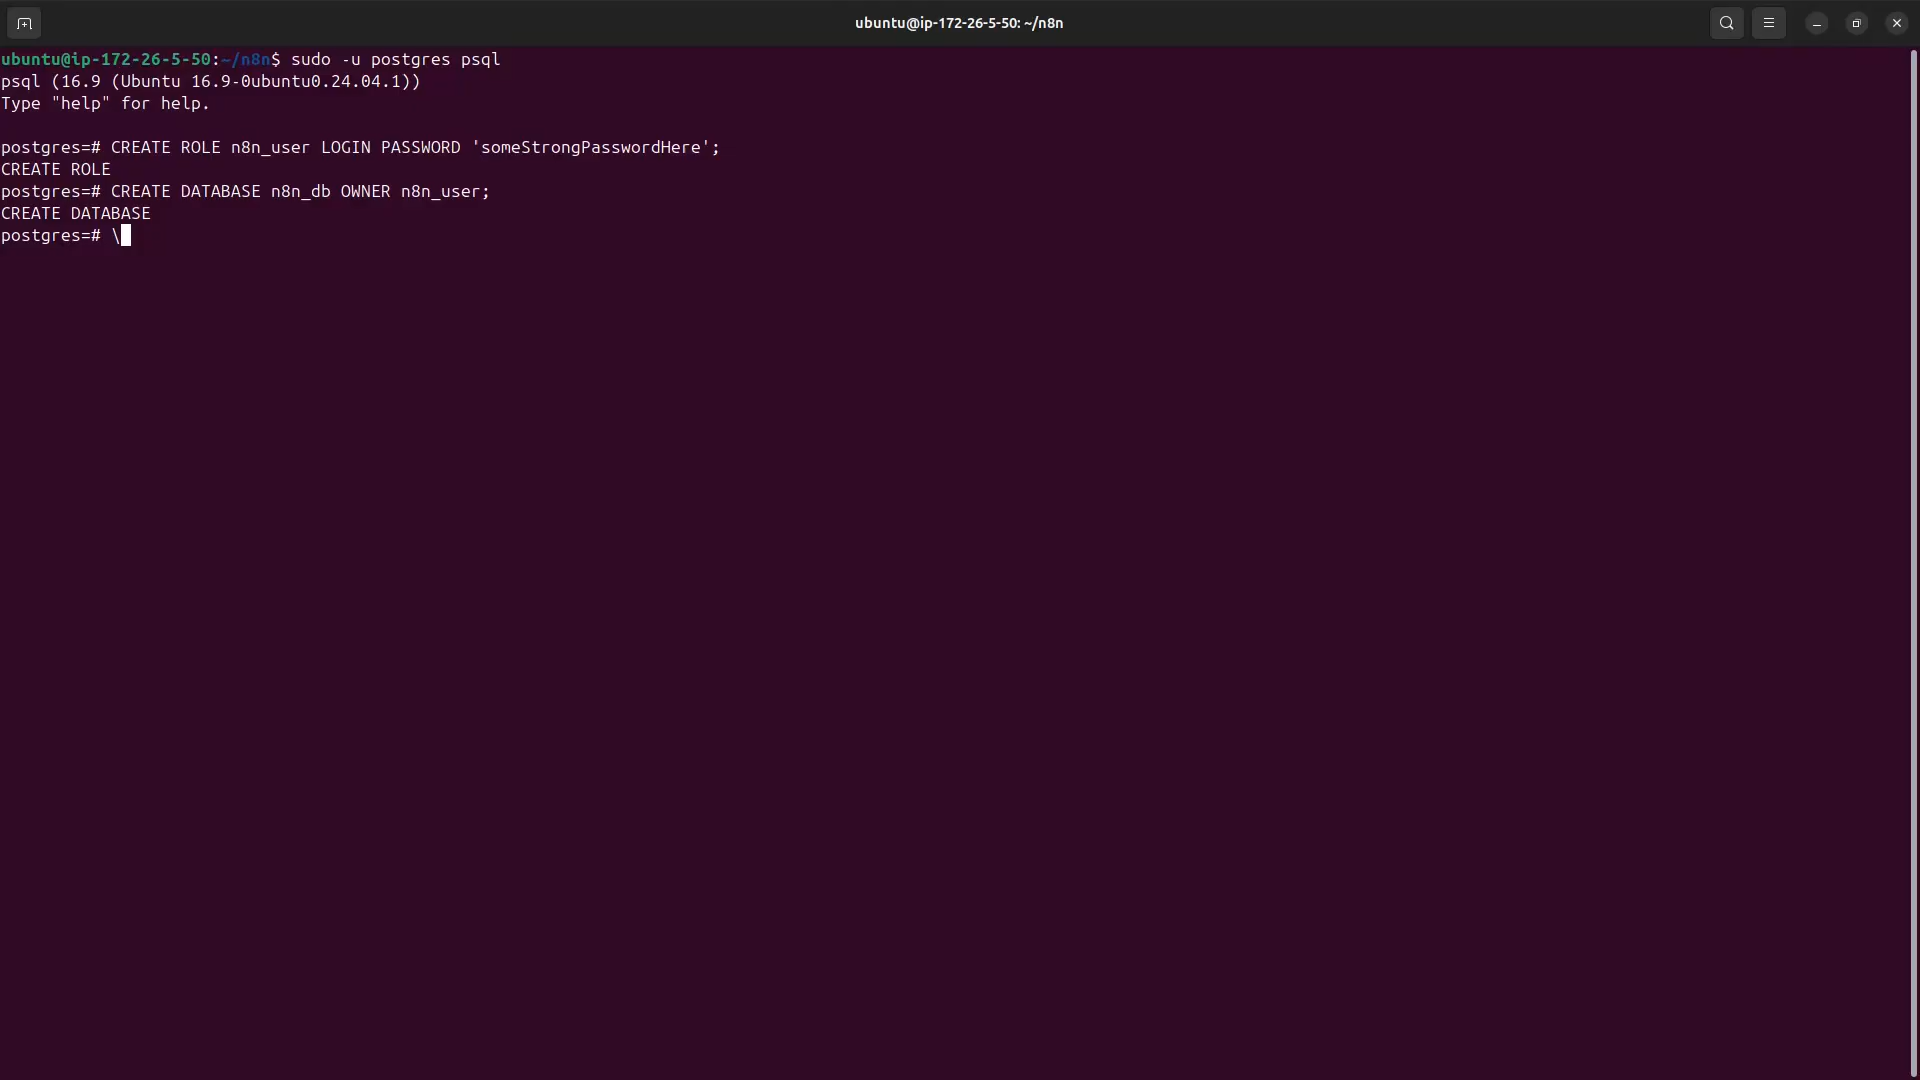 ubuntu@ip-172-26-5-50: ~/n8n
ubuntu@ip-172-26-5-50:~/n8n$ sudo -u postgres psql
psql (16.9 (Ubuntu 16.9-0ubuntu0.24.04.1))
Type "help" for help.
postgres=# CREATE ROLE n8n_user LOGIN PASSWORD 'someStrongPasswordHere';
CREATE ROLE
postgres=# CREATE DATABASE n8n_db OWNER n8n_user;
CREATE DATABASE
postgres=# \